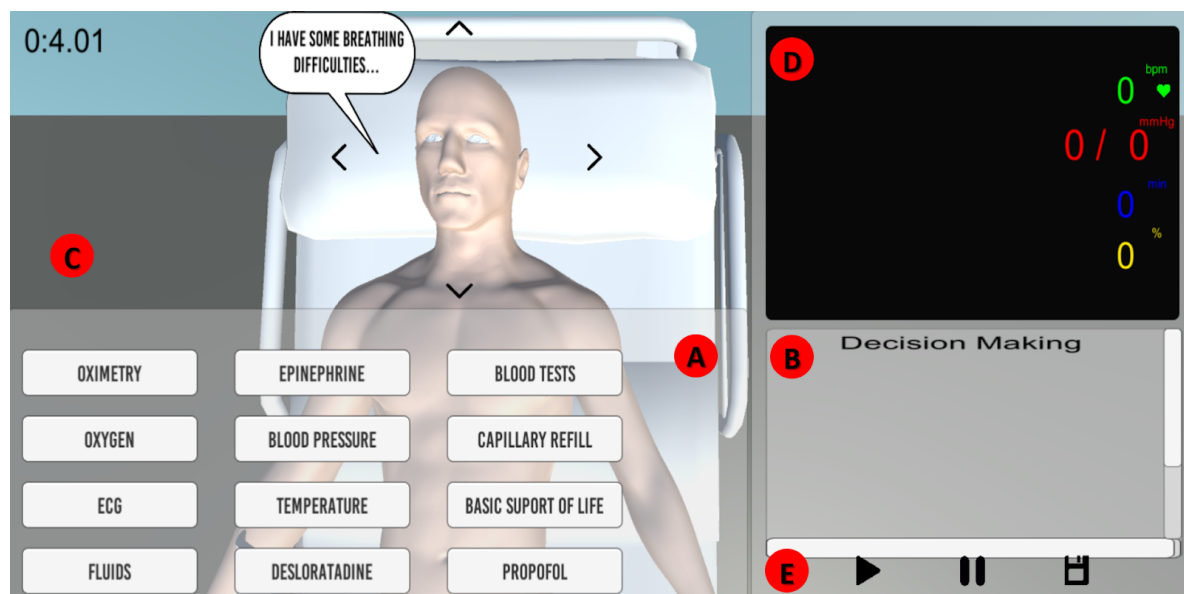 0:4.01
I HAVE SOME BREATHING
DIFFICULTIES...
C
A
OXIMETRY
EPINEPHRINE
BLOOD TESTS
OXYGEN
BLOOD PRESSURE
CAPILLARY REFILL
ECG
TEMPERATURE
BASIC SUPORT OF LIFE
FLUIDS
DESLORATADINE
PROPOFOL
D
bpm
0
mmHg
0 / 0
min
0
%
0
B
Decision Making
E